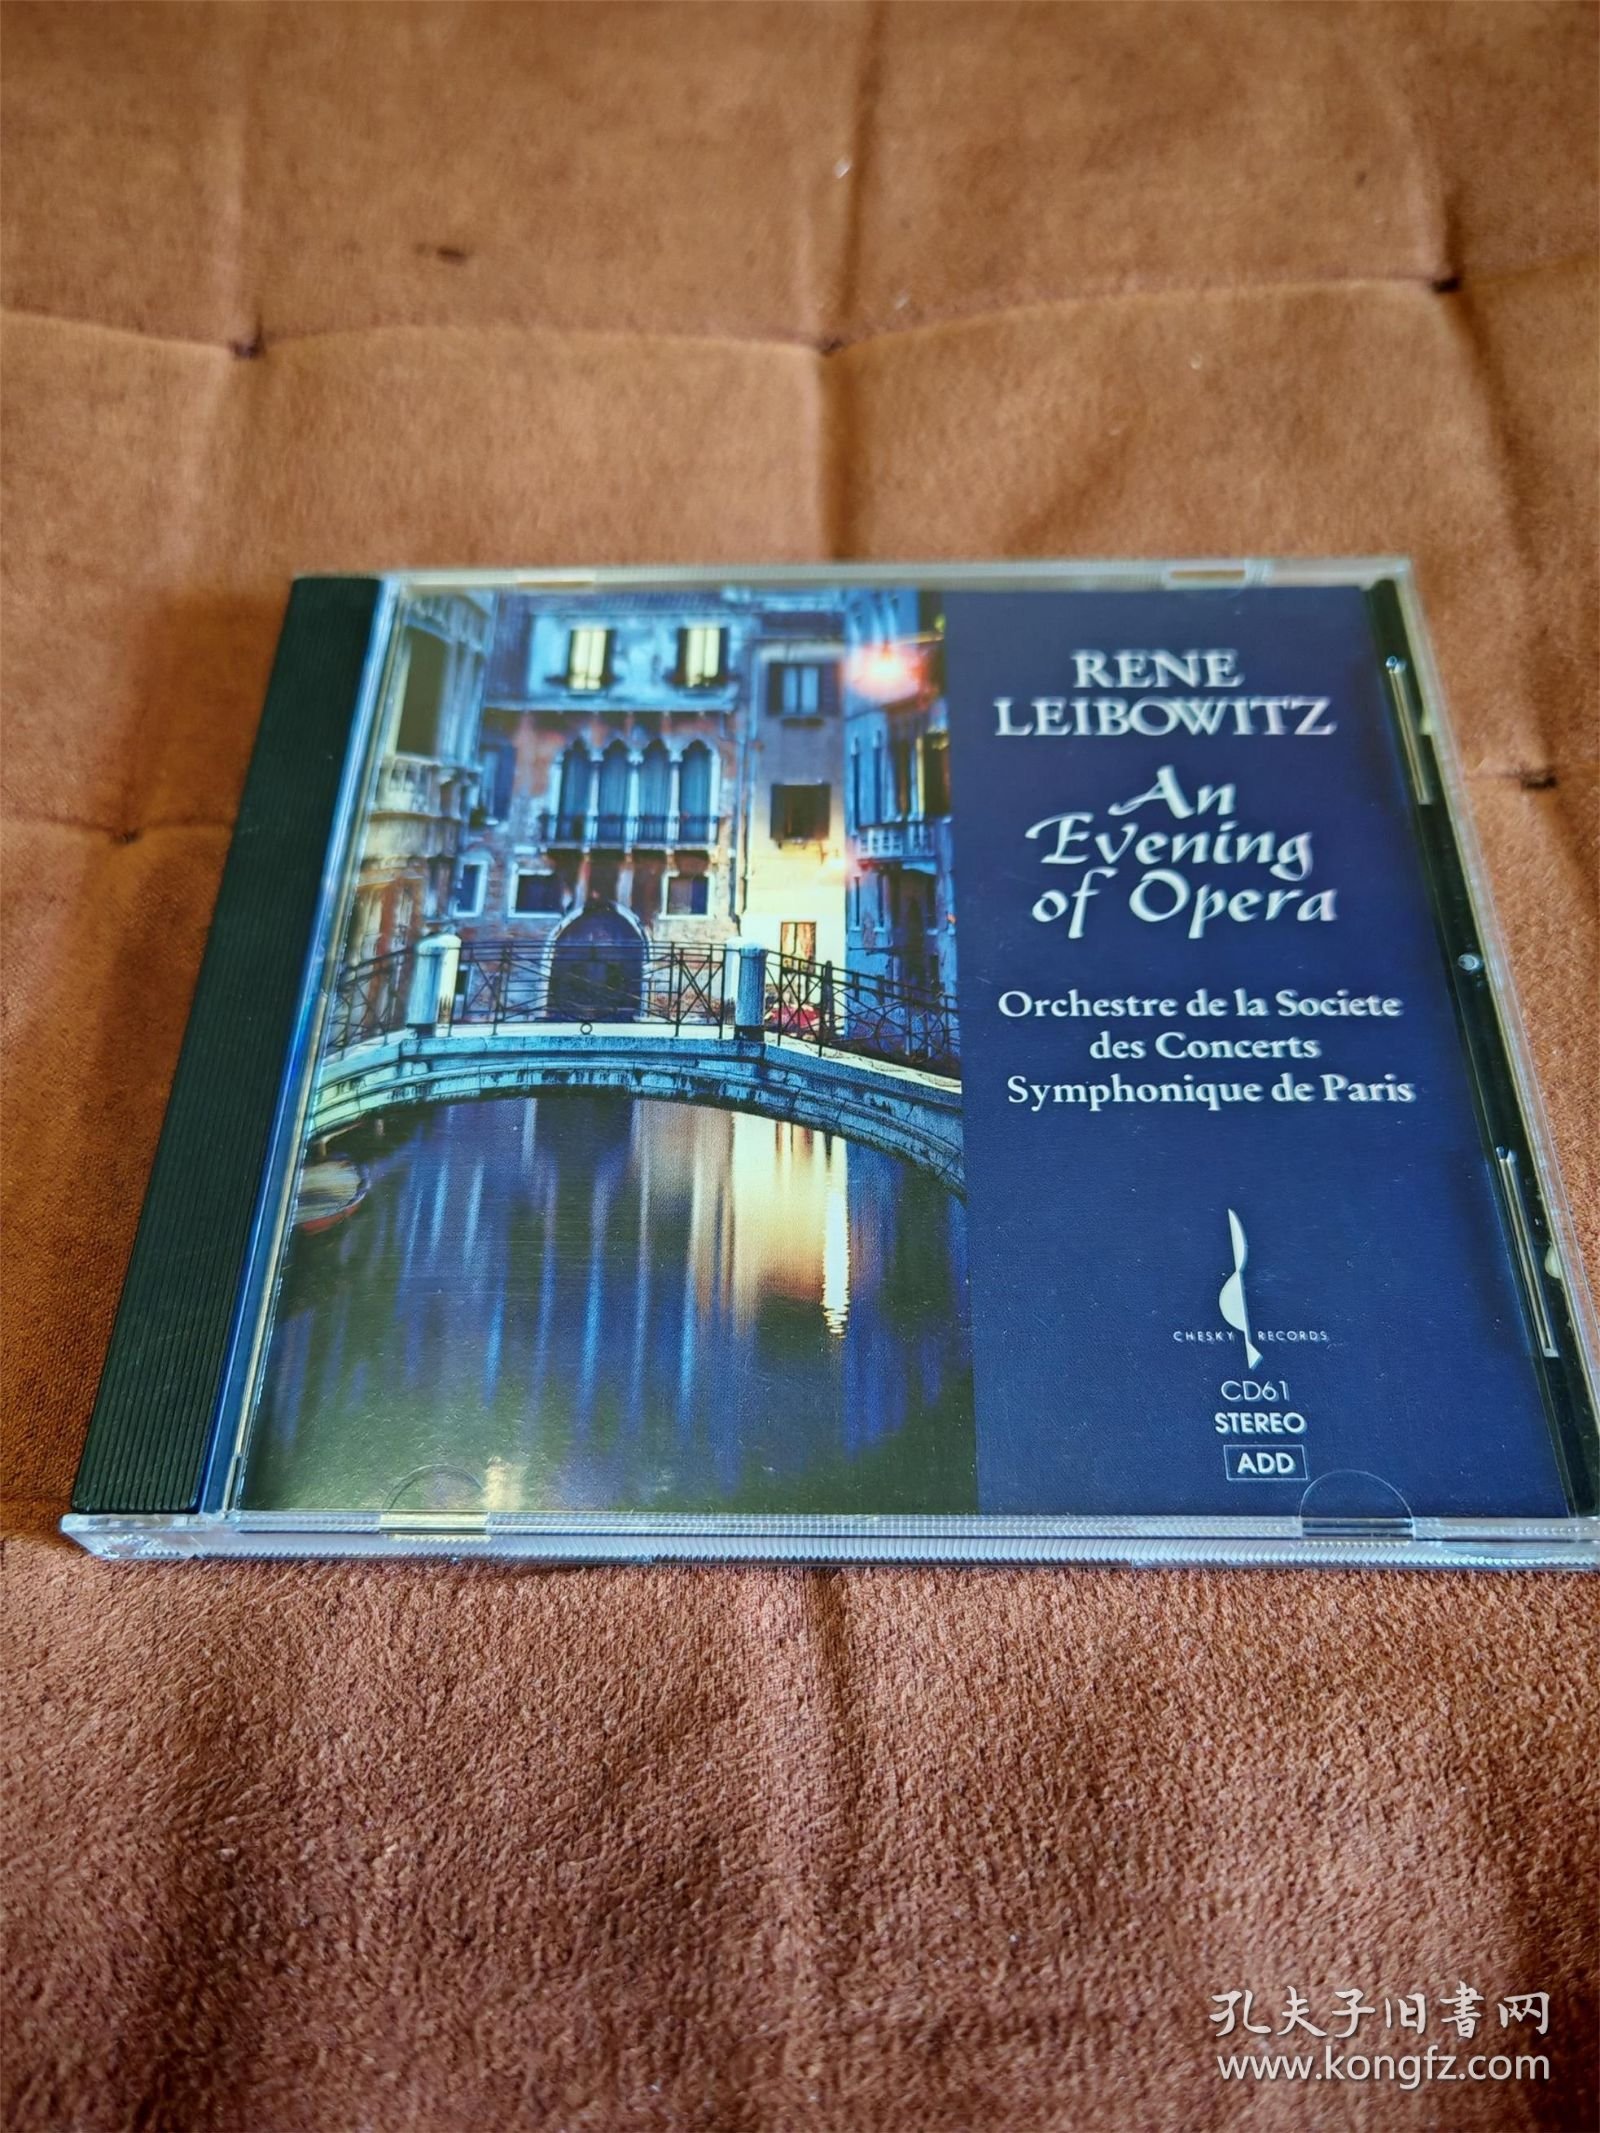 RENE
LEIBOWITZ
An
Evening
of Opera
Orchestre de la Societe
des Concerts
Symphonique de Paris
CHESKY RECORDS
CD61
STEREO
ADD
孔夫子旧書网
www.kongfz.com